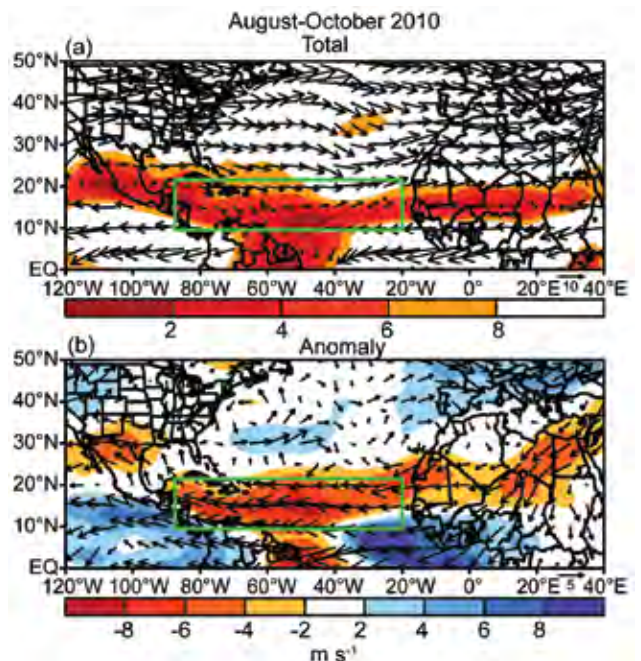 August-October 2010
Total
(a)
50°N
40°N
30°N
20°N
10°N
EQ
120°W 100°W 80°W 60°W 40°W 20°W 0° 20°E 10 40°E
2 4 6 8
(b)
Anomaly
50°N
40°N
30°N
20°N
10°N
EQ
120°W 100°W 80°W 60°W 40°W 20°W 0° 20°E 5 40°E
-8 -6 -4 -2 2 4 6 8
m s⁻¹